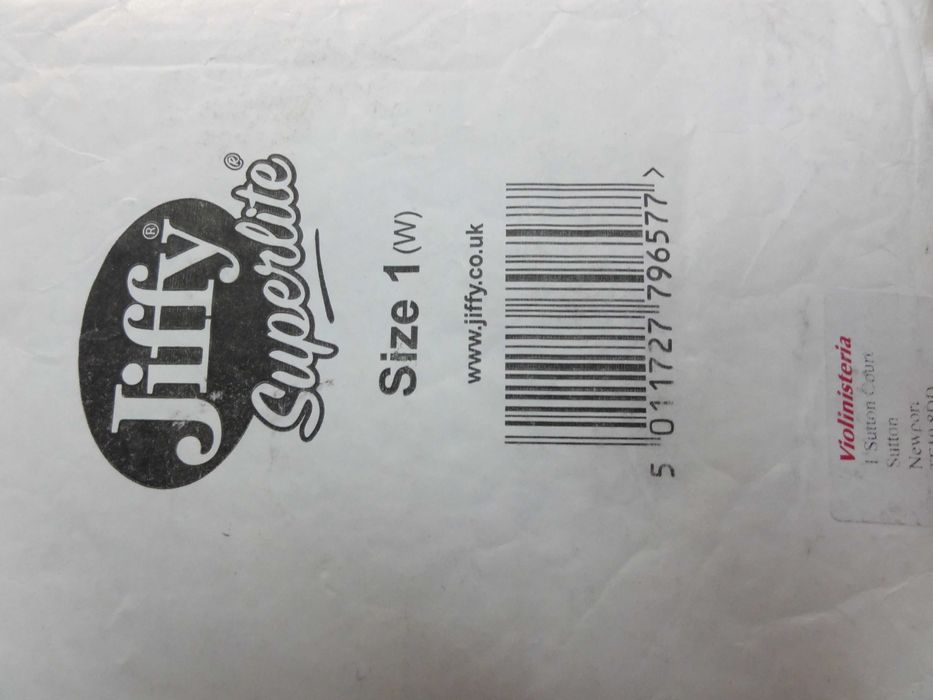 Jiffy®
Superlite®
Size 1 (W)
www.jiffy.co.uk
5 011727 796577 >
Violinisteria
1 Sutton Court
Sutton
Newport